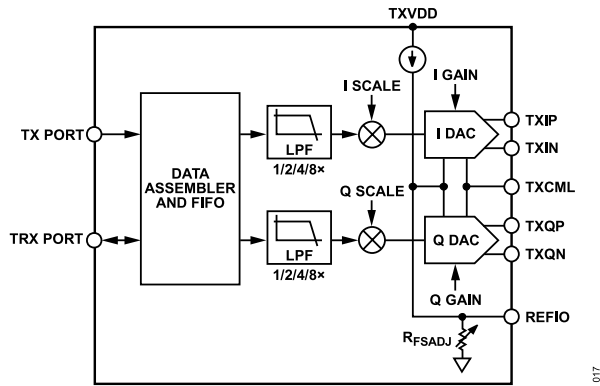 TXVDD
I SCALE
I GAIN
TX PORT
TXIP
I DAC
LPF
TXIN
1/2/4/8×
DATA
ASSEMBLER
AND FIFO
Q SCALE
TXCML
TRX PORT
TXQP
Q DAC
LPF
TXQN
1/2/4/8×
Q GAIN
REFIO
RFSADJ
017